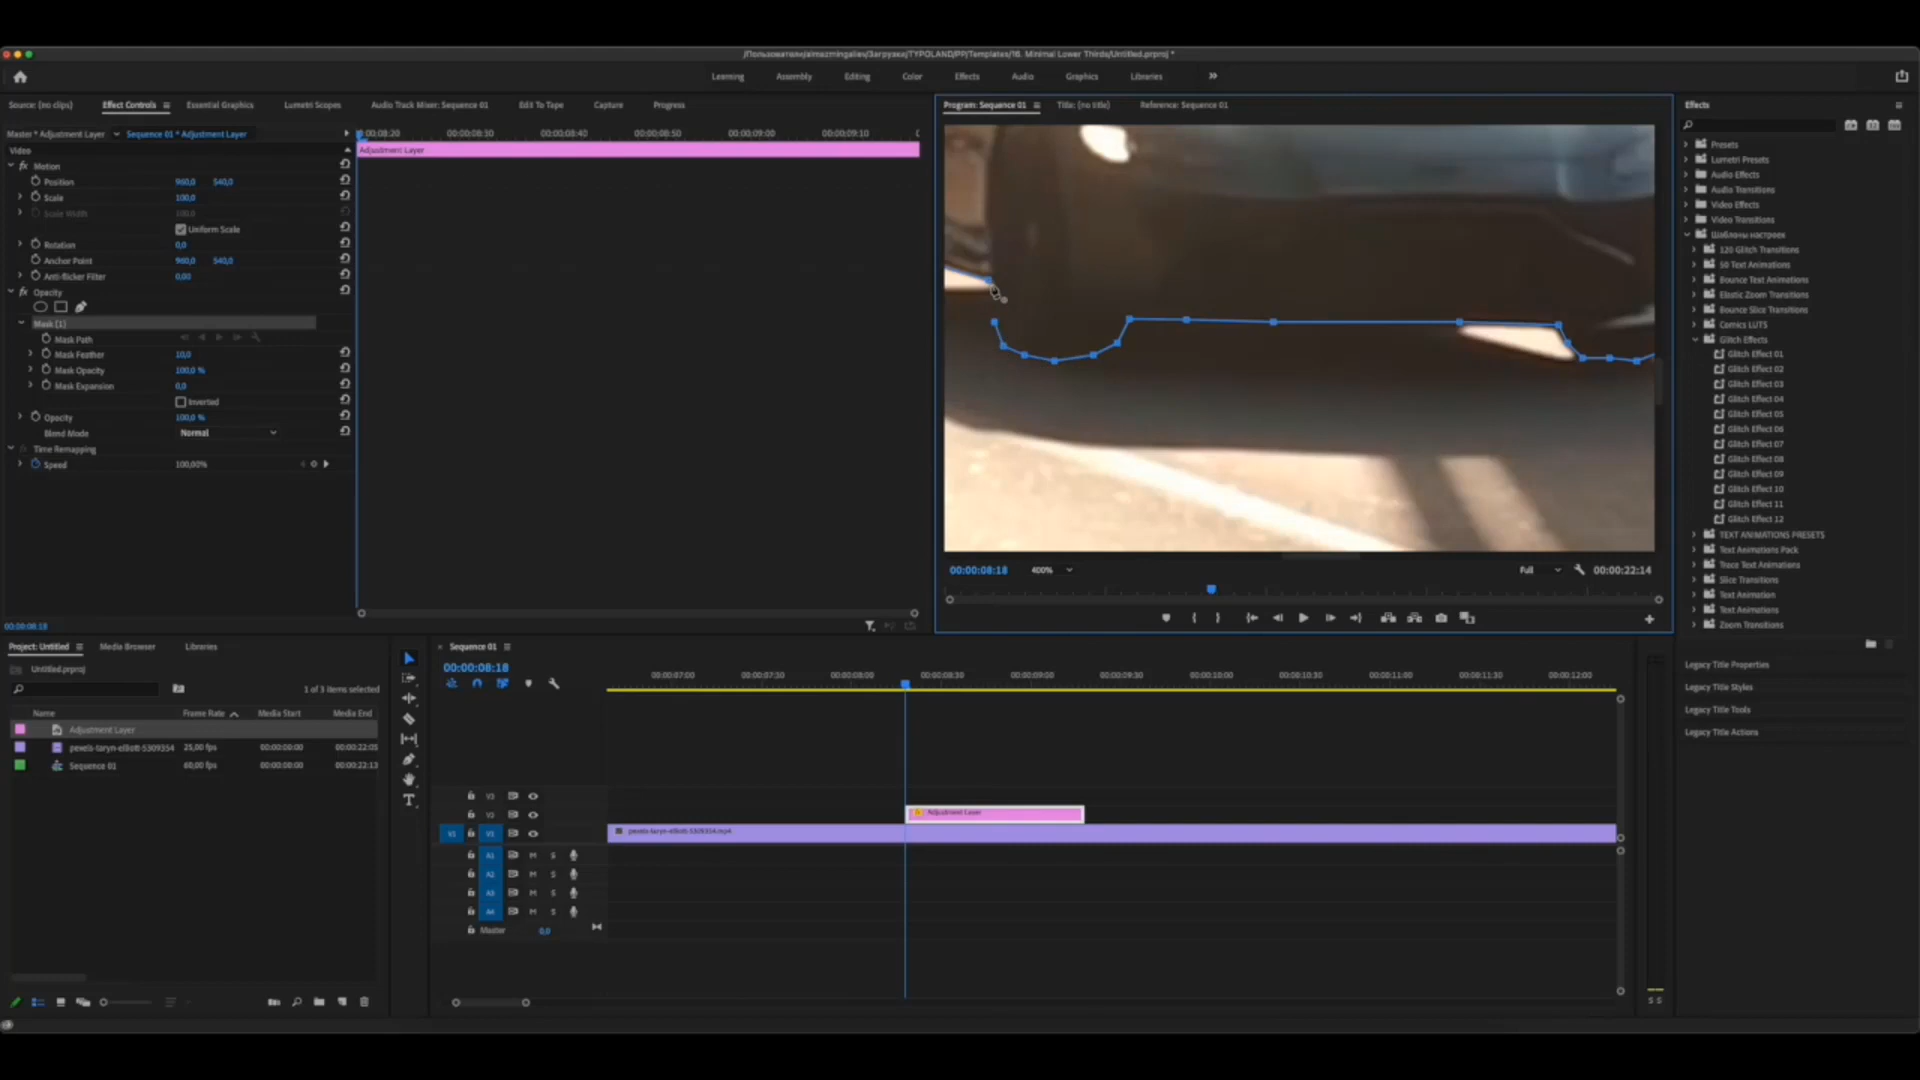 /Пользователи/almazmingaliev/Загрузки/TYPOLAND/PP/Templates/16. Minimal Lower Thirds/Untitled.prproj *
Learning Assembly Editing Color Effects Audio Graphics Libraries
Source: (no clips) Effect Controls Essential Graphics Lumetri Scopes Audio Track Mixer: Sequence 01 Edit To Tape Capture Progress
Master * Adjustment Layer Sequence 01 * Adjustment Layer
00:00:08:20 00:00:08:30 00:00:08:40 00:00:08:50 00:00:09:00 00:00:09:10
Video
Adjustment Layer
fx Motion
Position 960,0 540,0
Scale 100,0
Scale Width 100,0
Uniform Scale
Rotation 0,0
Anchor Point 960,0 540,0
Anti-flicker Filter 0,00
fx Opacity
Mask (1)
Mask Path
Mask Feather 10,0
Mask Opacity 100,0 %
Mask Expansion 0,0
Inverted
Opacity 100,0 %
Blend Mode Normal
Time Remapping
Speed 100,00%
00:00:08:18
Program: Sequence 01 Title: (no title) Reference: Sequence 01
00:00:08:18 400% Full 00:00:22:14
Effects
Presets
Lumetri Presets
Audio Effects
Audio Transitions
Video Effects
Video Transitions
Шаблоны настроек
120 Glitch Transitions
50 Text Animations
Bounce Text Animations
Elastic Zoom Transitions
Bounce Slice Transitions
Comics LUTS
Glitch Effects
Glitch Effect 01
Glitch Effect 02
Glitch Effect 03
Glitch Effect 04
Glitch Effect 05
Glitch Effect 06
Glitch Effect 07
Glitch Effect 08
Glitch Effect 09
Glitch Effect 10
Glitch Effect 11
Glitch Effect 12
TEXT ANIMATIONS PRESETS
Text Animations Pack
Trace Text Animations
Slice Transitions
Text Animation
Text Animations
Zoom Transitions
Legacy Title Properties
Legacy Title Styles
Legacy Title Tools
Legacy Title Actions
Project: Untitled Media Browser Libraries
Untitled.prproj
1 of 3 items selected
Name Frame Rate Media Start Media End
Adjustment Layer
pexels-taryn-elliott-5309354 25,00 fps 00:00:00:00 00:00:22:05
Sequence 01 60,00 fps 00:00:00:00 00:00:22:13
Sequence 01
00:00:08:18
00:00:07:00 00:00:07:30 00:00:08:00 00:00:08:30 00:00:09:00 00:00:09:30 00:00:10:00 00:00:10:30 00:00:11:00 00:00:11:30 00:00:12:00
V3
V2 Adjustment Layer
V1 V1 pexels-taryn-elliott-5309354.mp4
A1 M S
A2 M S
A3 M S
A4 M S
Master 0,0
S S